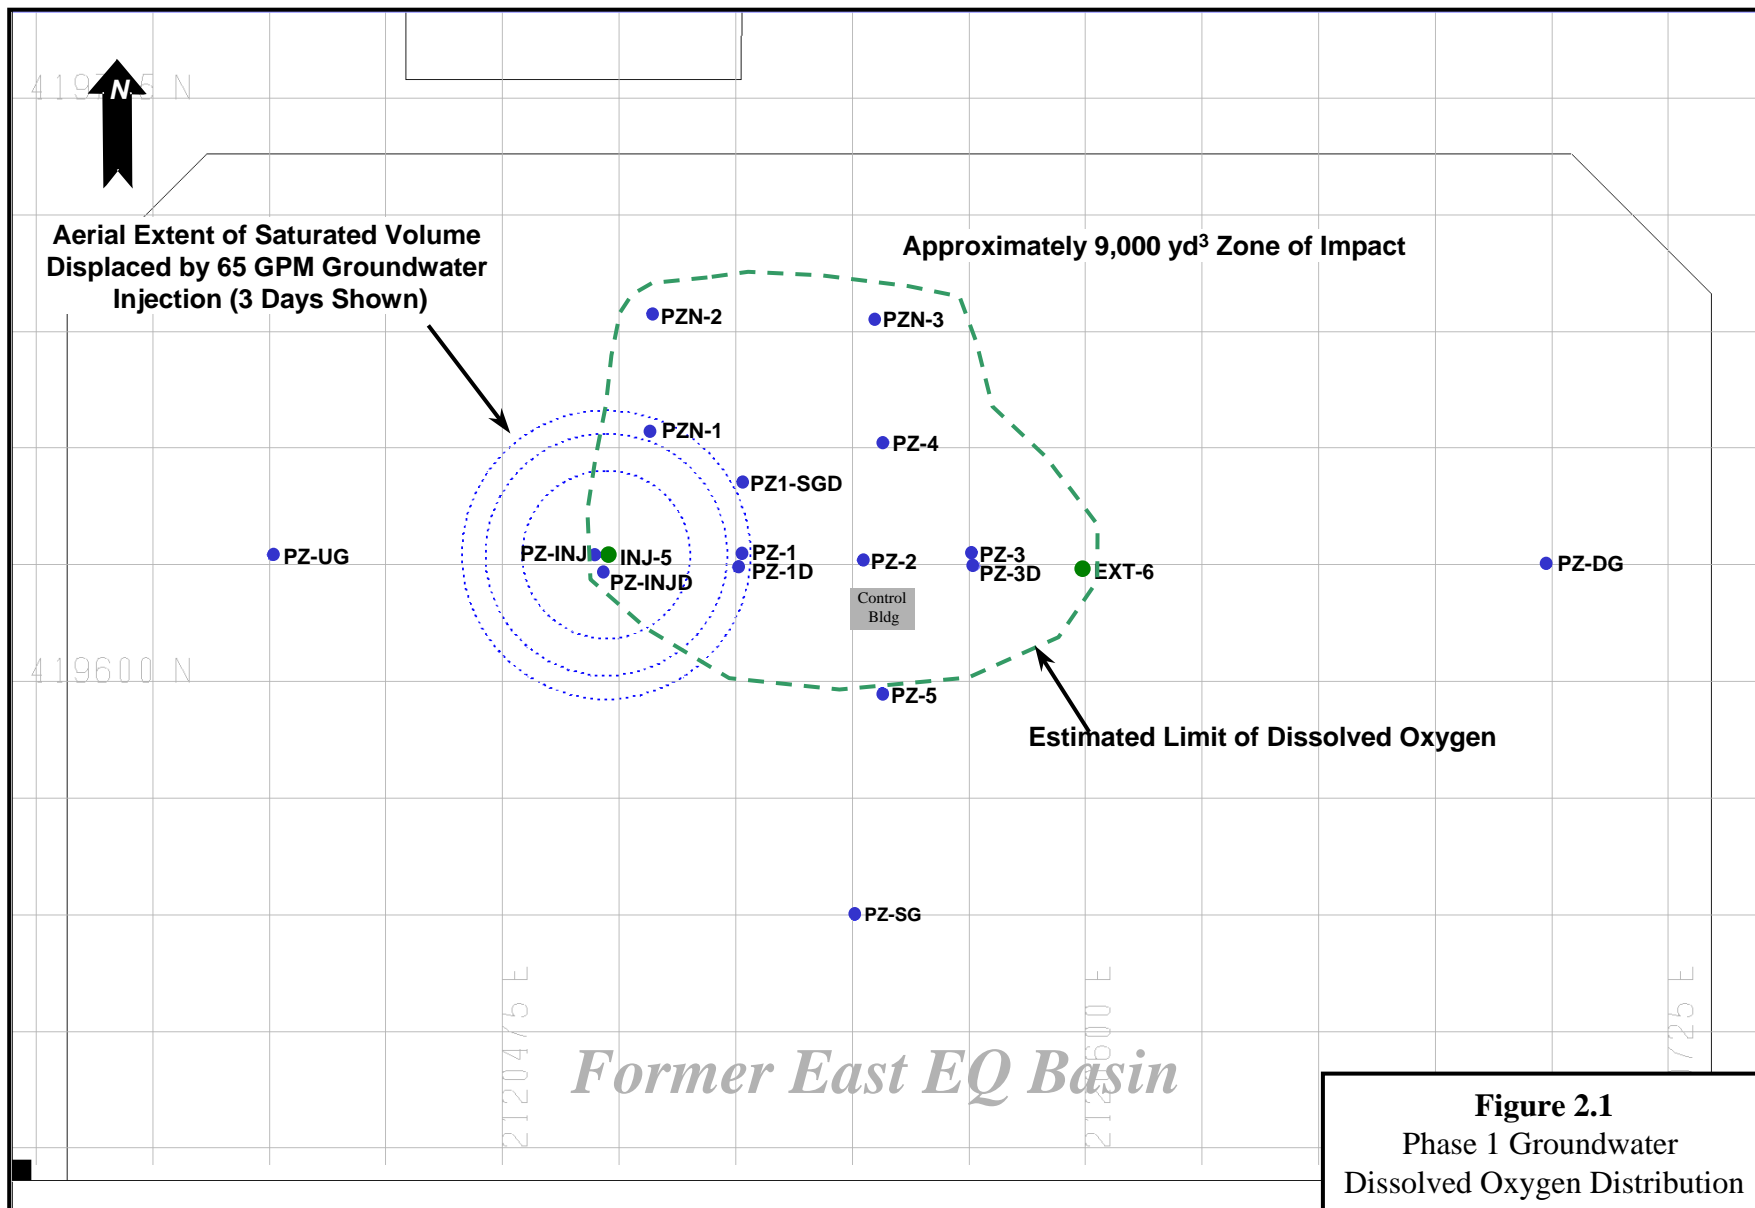 N
419600 N
Aerial Extent of Saturated Volume
Displaced by 65 GPM Groundwater
Injection (3 Days Shown)
Approximately 9,000 yd³ Zone of Impact
PZN-2
PZN-3
PZN-1
PZ-4
PZ1-SGD
PZ-UG
PZ-INJ
INJ-5
PZ-INJD
PZ-1
PZ-1D
PZ-2
PZ-3
PZ-3D
EXT-6
PZ-DG
Control
Bldg
PZ-5
Estimated Limit of Dissolved Oxygen
PZ-SG
2120475 E
Former East EQ Basin
Figure 2.1
Phase 1 Groundwater
Dissolved Oxygen Distribution